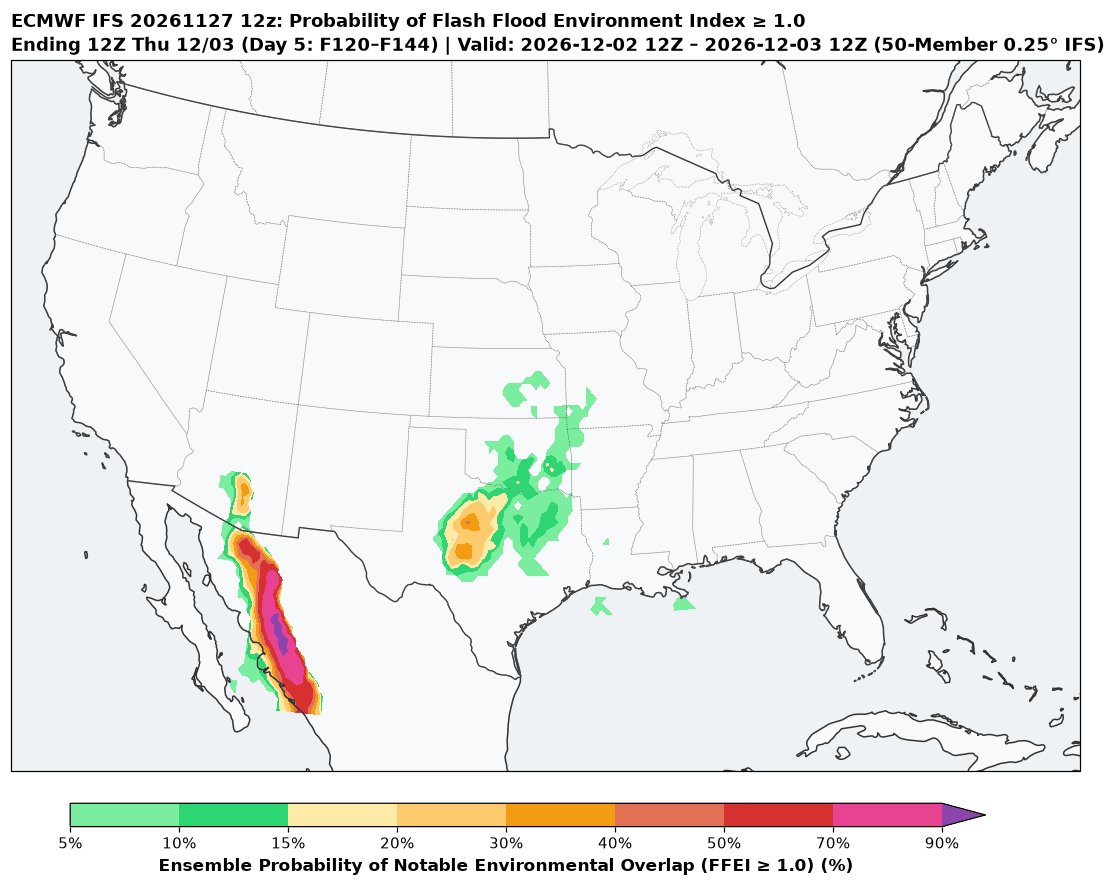 ECMWF IFS 20261127 12z: Probability of Flash Flood Environment Index ≥ 1.0
Ending 12Z Thu 12/03 (Day 5: F120–F144) | Valid: 2026-12-02 12Z – 2026-12-03 12Z (50-Member 0.25° IFS)
5% 10% 15% 20% 30% 40% 50% 70% 90%
Ensemble Probability of Notable Environmental Overlap (FFEI ≥ 1.0) (%)